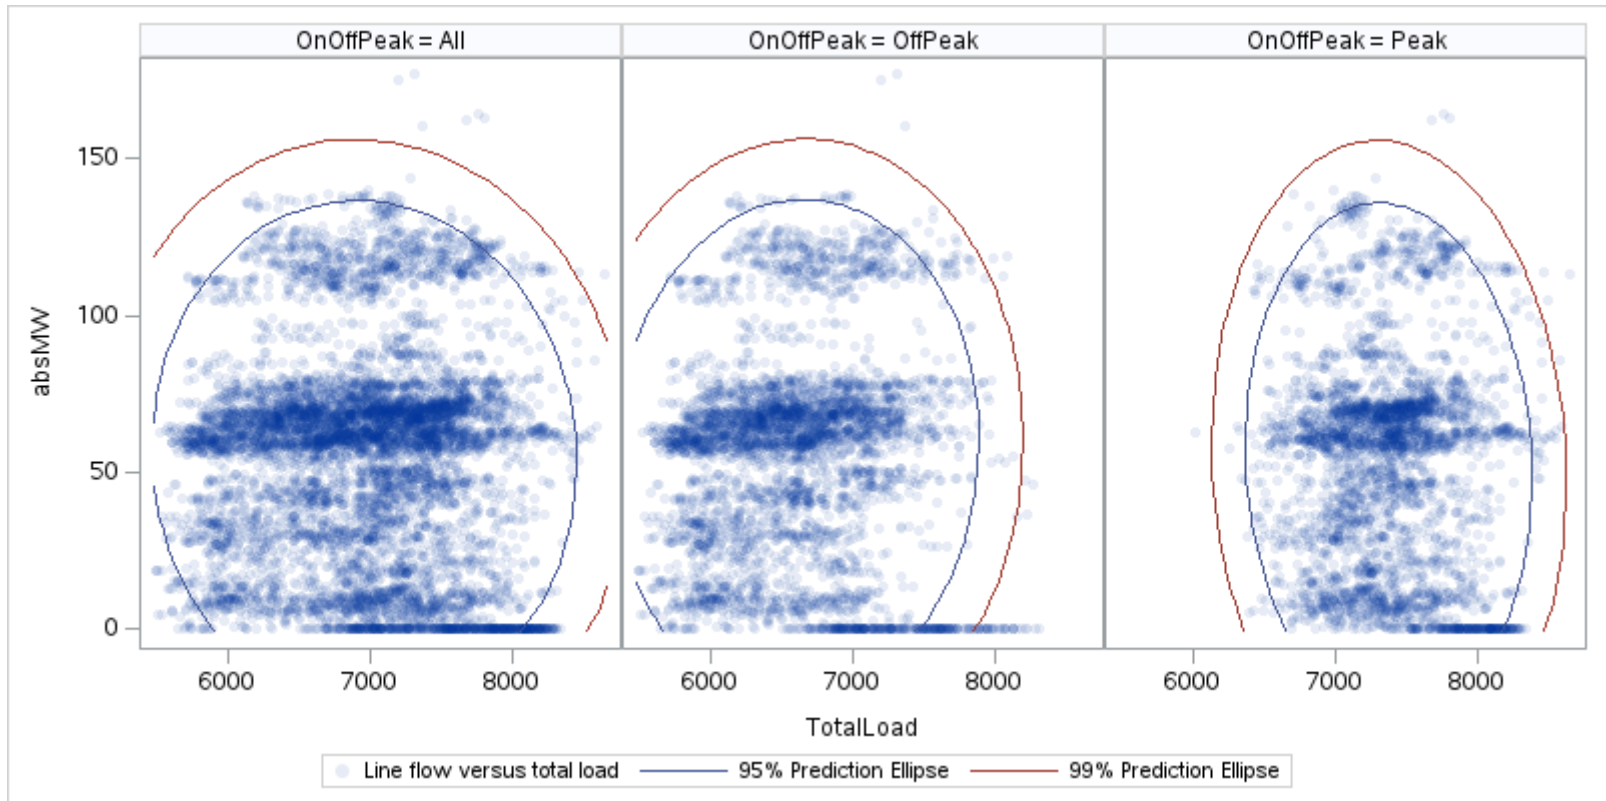 OnOffPeak = All
OnOffPeak = OffPeak
OnOffPeak = Peak
absMW
150
100
50
0
6000 7000 8000
6000 7000 8000
6000 7000 8000
TotalLoad
Line flow versus total load 95% Prediction Ellipse 99% Prediction Ellipse